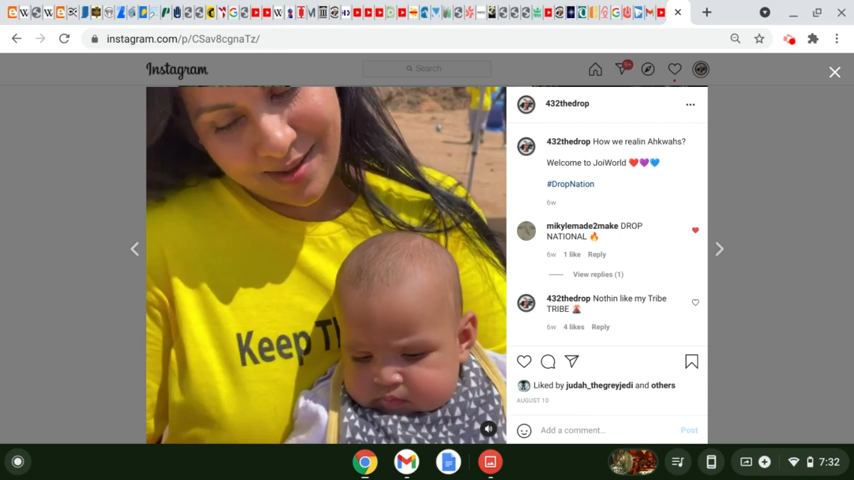 instagram.com/p/CSav8cgnaTz/
Instagram
Search
9+
432thedrop
432thedrop How we realin Ahkwahs?
Welcome to JoiWorld
#DropNation
6w
mikylemade2make DROP
NATIONAL
6w 1 like Reply
View replies (1)
432thedrop Nothin like my Tribe
TRIBE
6w 4 likes Reply
Keep Th
Liked by judah_thegreyjedi and others
AUGUST 10
Add a comment... Post
7:32